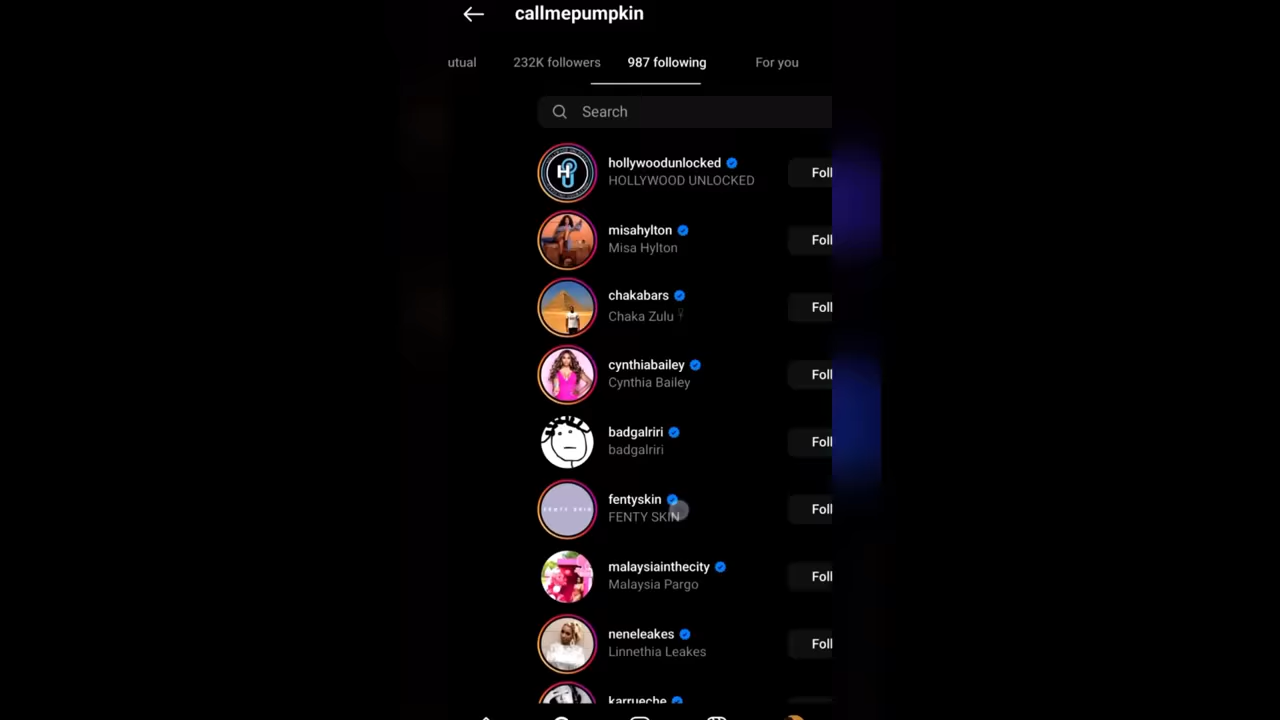 callmepumpkin
utual
232K followers
987 following
For you
Search
hollywoodunlocked
HOLLYWOOD UNLOCKED
Foll
misahylton
Misa Hylton
Foll
chakabars
Chaka Zulu
Foll
cynthiabailey
Cynthia Bailey
Foll
badgalriri
badgalriri
Foll
fentyskin
FENTY SKIN
FENTY SKIN
Foll
malaysiainthecity
Malaysia Pargo
Foll
neneleakes
Linnethia Leakes
Foll
karrueche